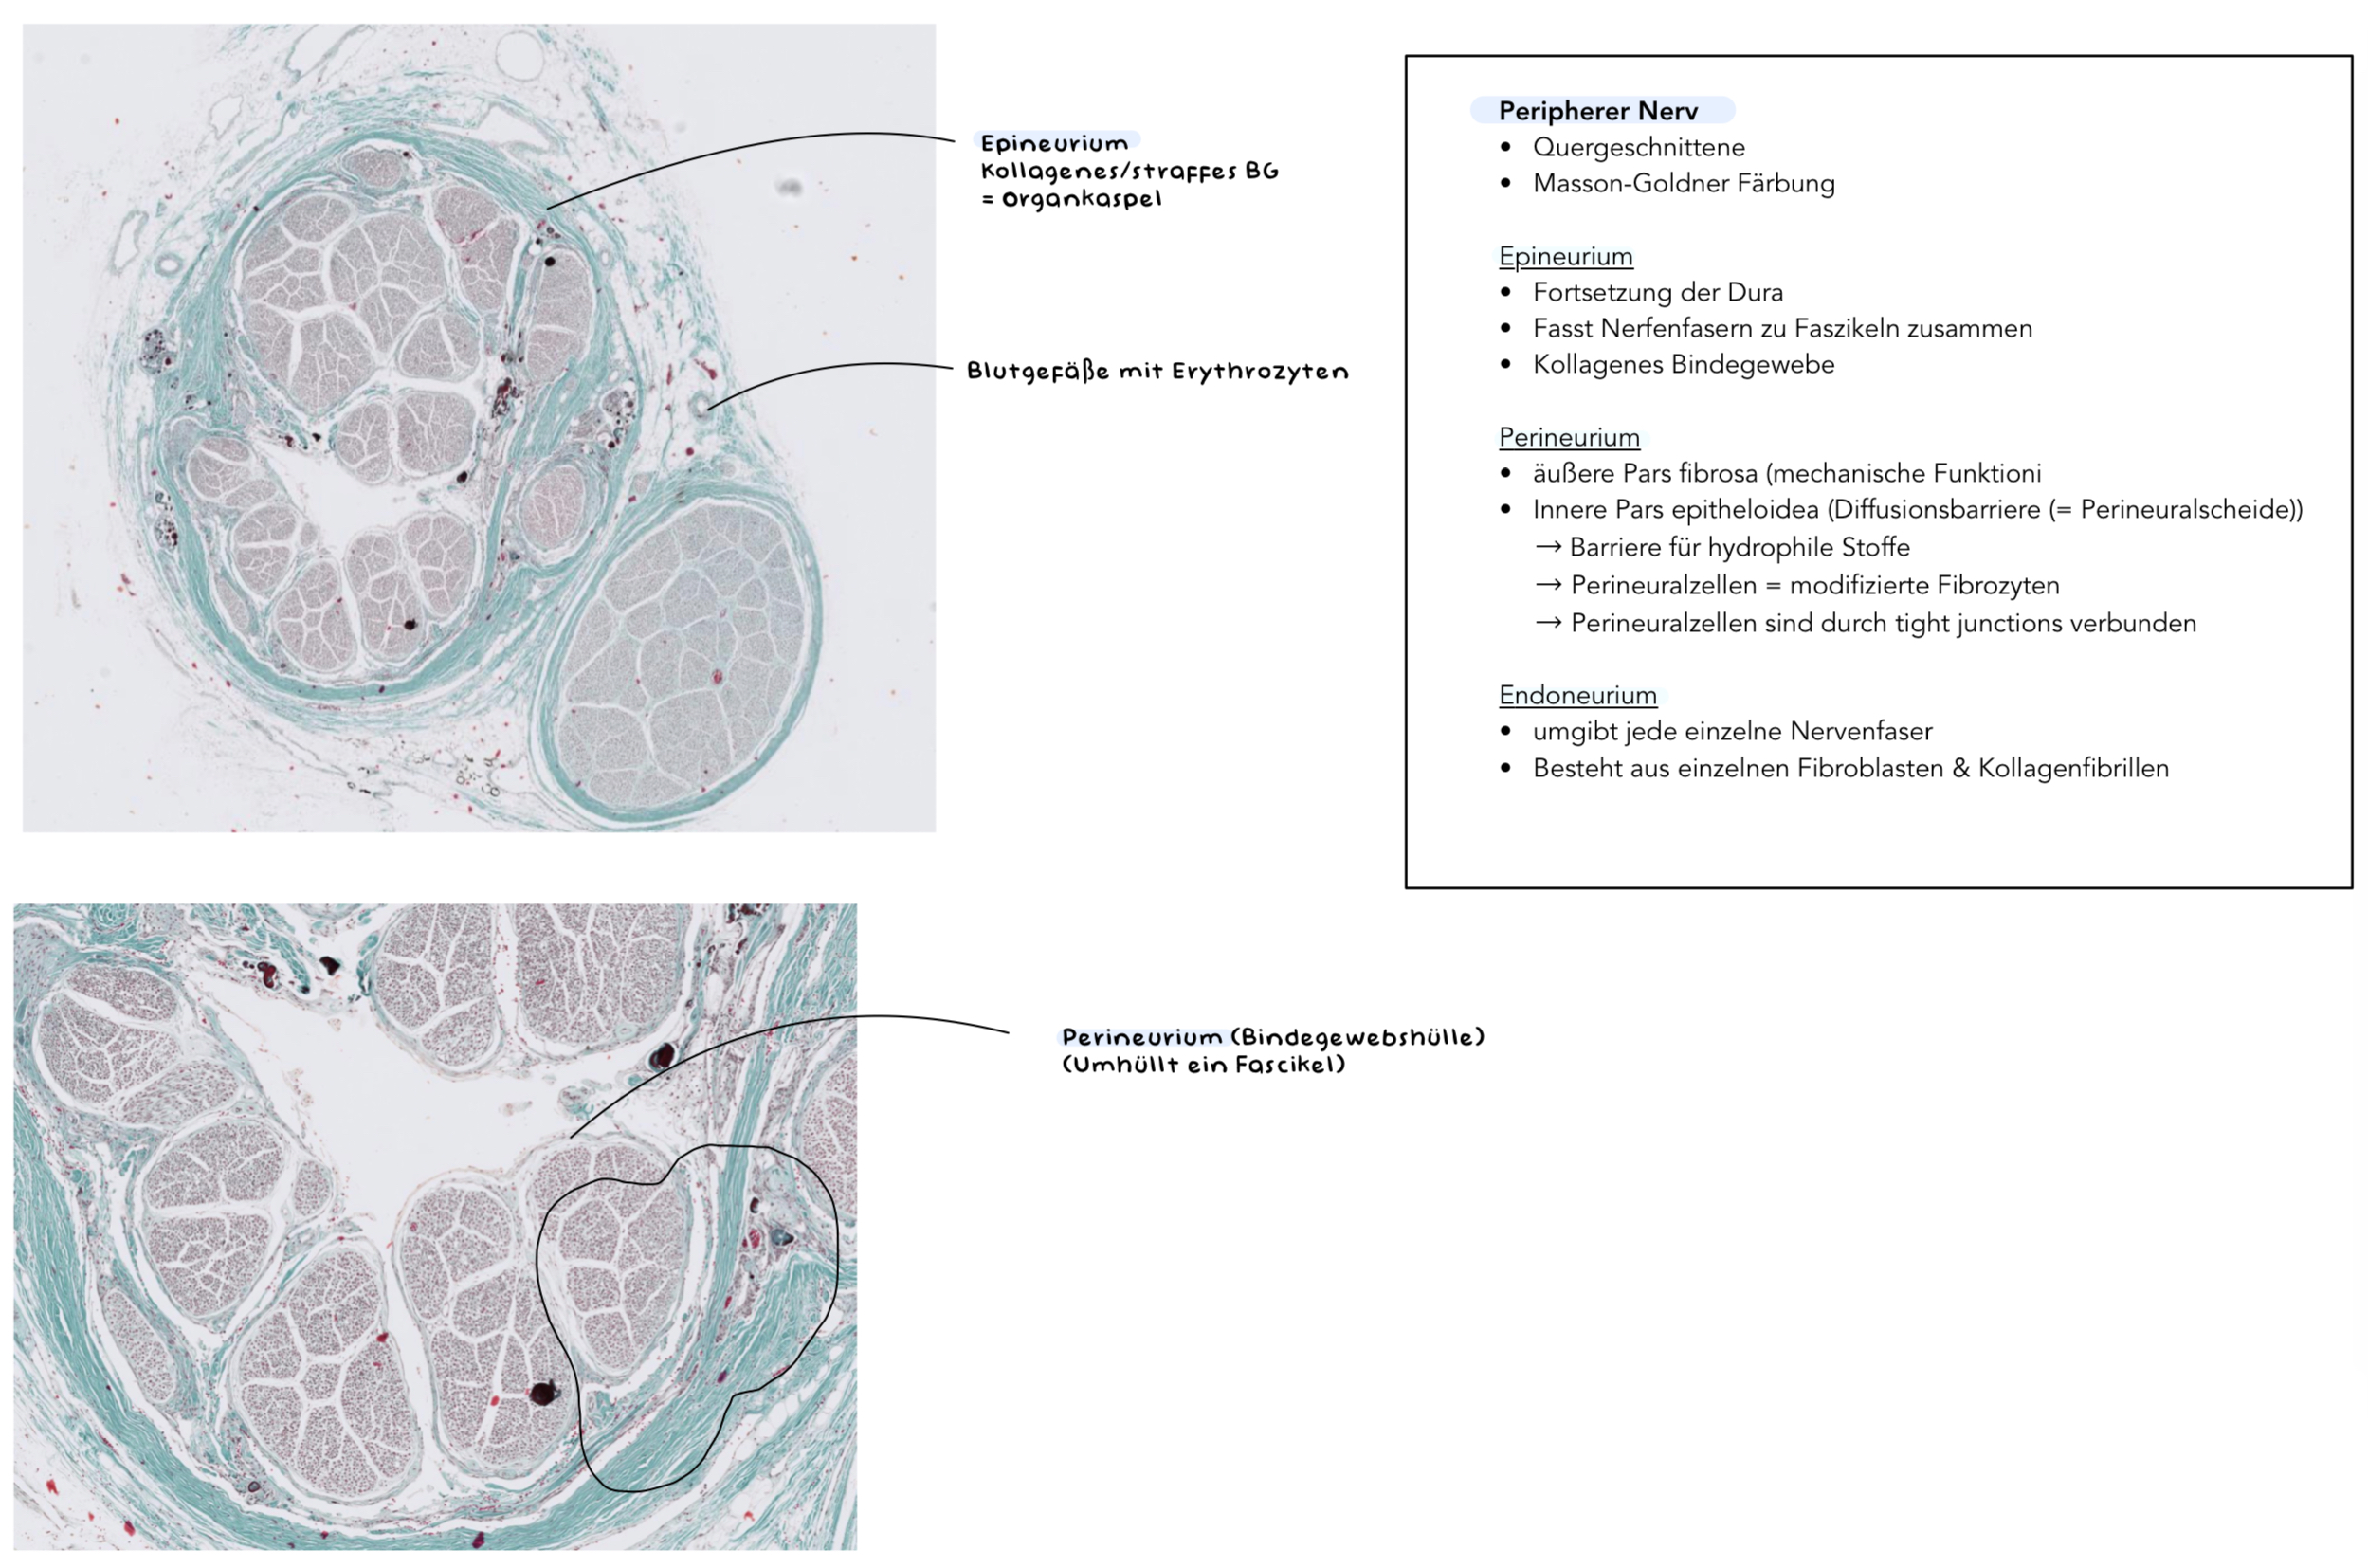 Epineurium
Kollagenes/straffes BG
= Organkaspel
Blutgefäße mit Erythrozyten
Peripherer Nerv
• Quergeschnittene
• Masson-Goldner Färbung
Epineurium
• Fortsetzung der Dura
• Fasst Nerfenfasern zu Faszikeln zusammen
• Kollagenes Bindegewebe
Perineurium
• äußere Pars fibrosa (mechanische Funktioni
• Innere Pars epitheloidea (Diffusionsbarriere (= Perineuralscheide))
→ Barriere für hydrophile Stoffe
→ Perineuralzellen = modifizierte Fibrozyten
→ Perineuralzellen sind durch tight junctions verbunden
Endoneurium
• umgibt jede einzelne Nervenfaser
• Besteht aus einzelnen Fibroblasten & Kollagenfibrillen
Perineurium (Bindegewebshülle)
(Umhüllt ein Fascikel)